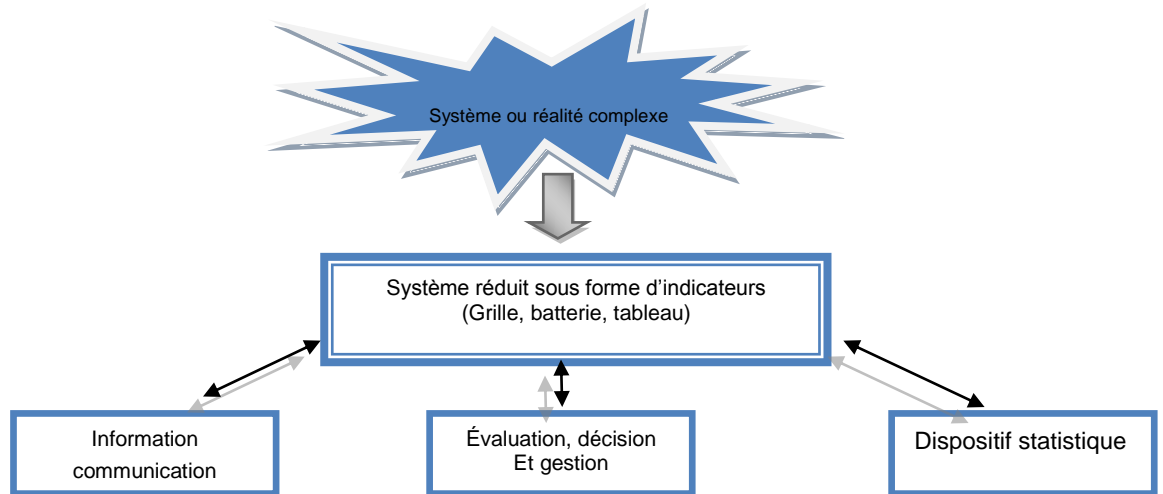 Système ou réalité complexe
Système réduit sous forme d’indicateurs
(Grille, batterie, tableau)
Information
communication
Évaluation, décision
Et gestion
Dispositif statistique